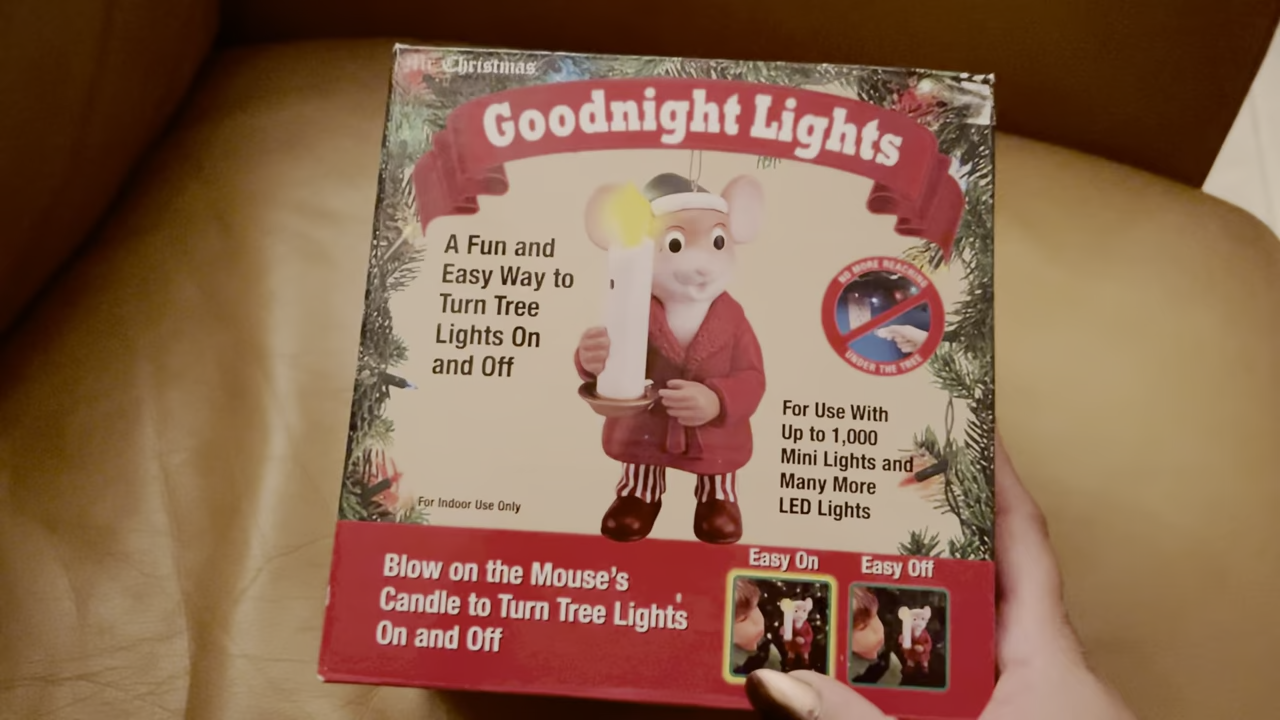 Mr. Christmas
Goodnight Lights
A Fun and
Easy Way to
Turn Tree
Lights On
and Off
NO MORE REACHING
UNDER THE TREE
For Use With
Up to 1,000
Mini Lights and
Many More
LED Lights
For Indoor Use Only
Blow on the Mouse's
Candle to Turn Tree Lights
On and Off
Easy On
Easy Off